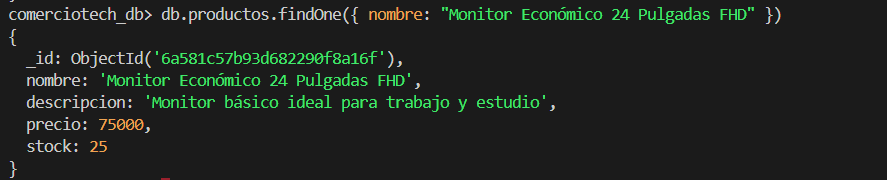 comerciotech_db> db.productos.findOne({ nombre: "Monitor Económico 24 Pulgadas FHD" })
{
  _id: ObjectId('6a581c57b93d682290f8a16f'),
  nombre: 'Monitor Económico 24 Pulgadas FHD',
  descripcion: 'Monitor básico ideal para trabajo y estudio',
  precio: 75000,
  stock: 25
}